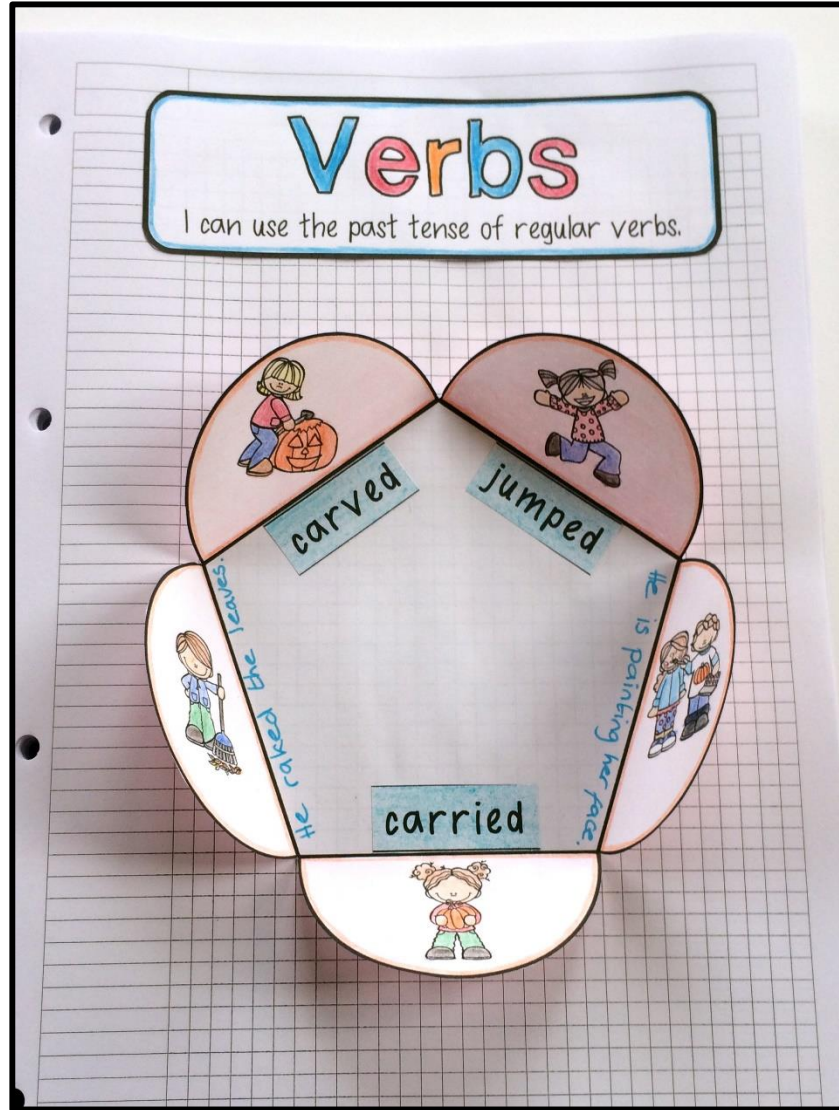 Verbs
I can use the past tense of regular verbs.
carved
jumped
He raked the leaves.
He is painting her face.
carried